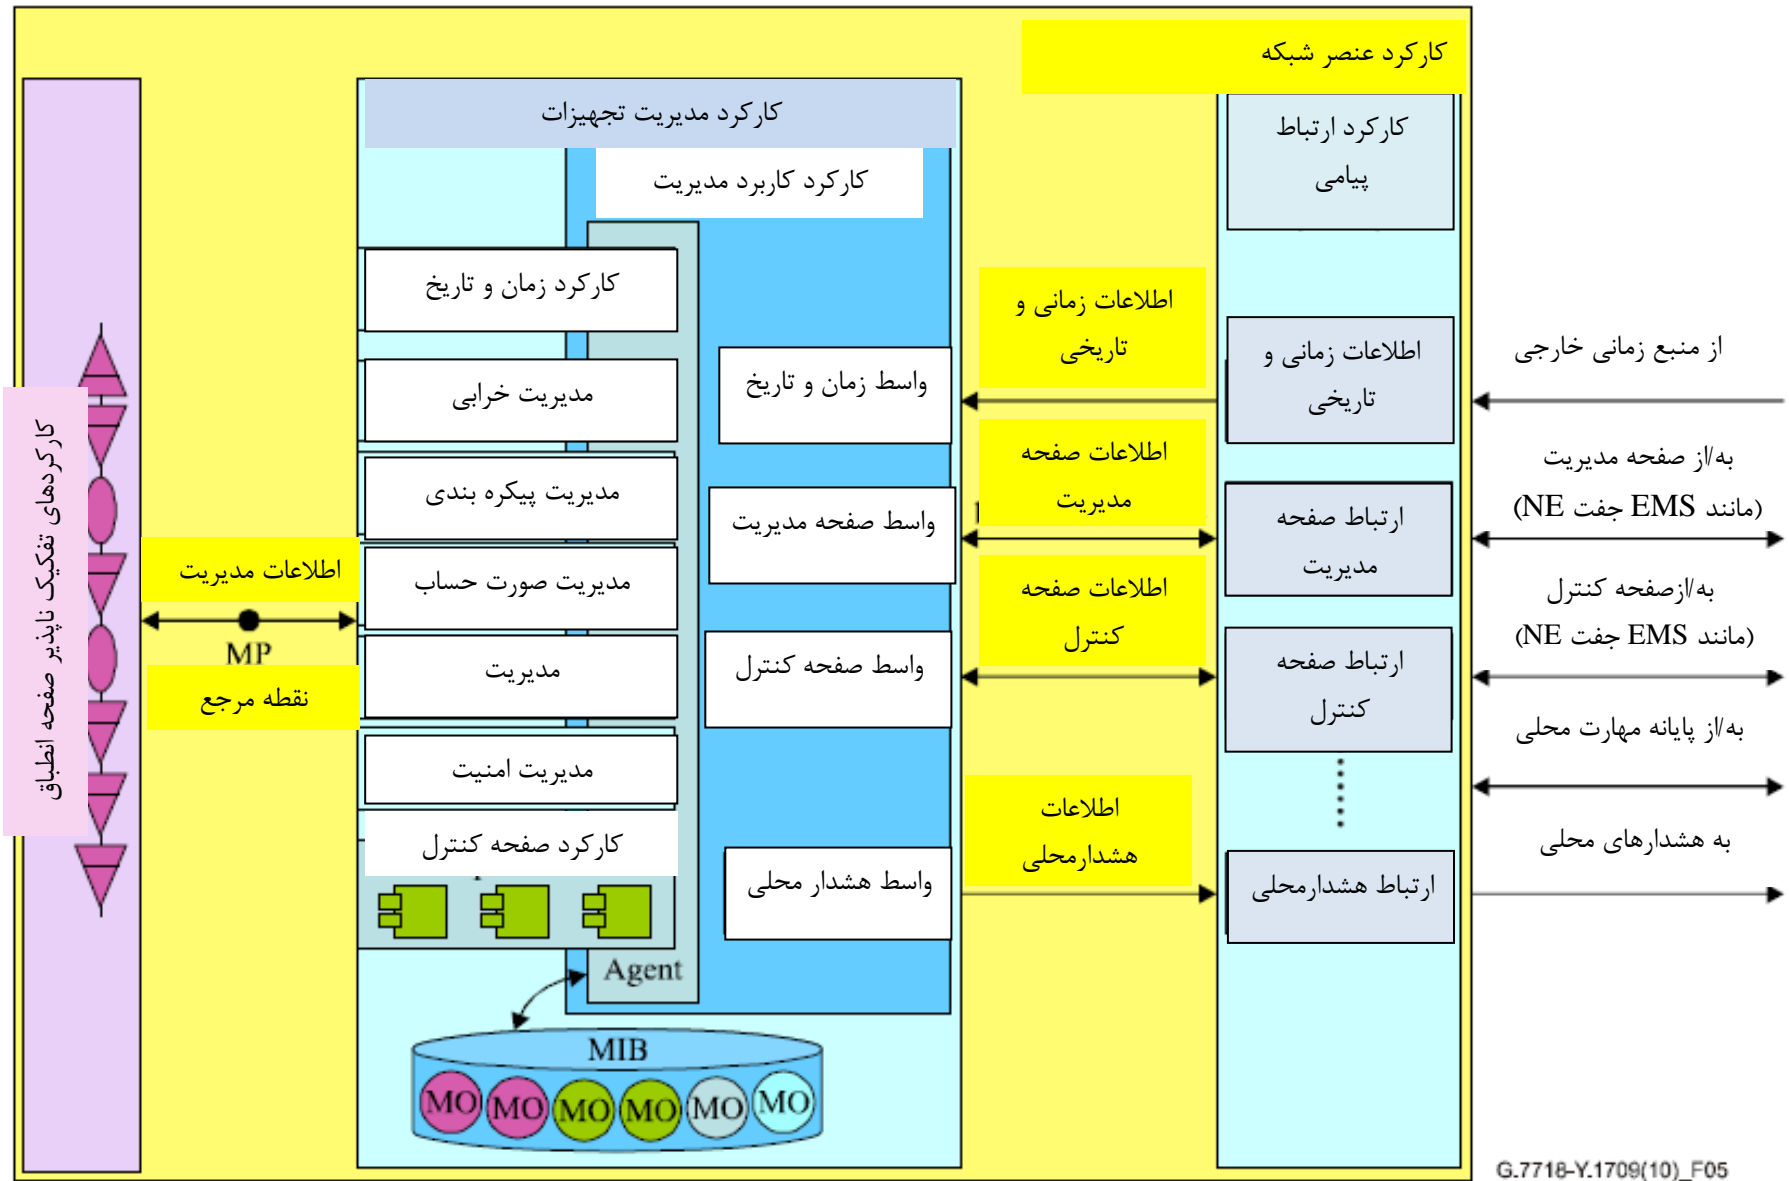 کارکرد عنصر شبکه
کارکرد ارتباط
پیامی
کارکرد مدیریت تجهیزات
کارکرد کاربرد مدیریت
کارکرد زمان و تاریخ
مدیریت خرابی
مدیریت پیکره بندی
مدیریت صورت حساب
مدیریت
مدیریت امنیت
کارکرد صفحه کنترل
واسط زمان و تاریخ
واسط صفحه مدیریت
واسط صفحه کنترل
واسط هشدار محلی
اطلاعات زمانی و
تاریخی
اطلاعات صفحه
مدیریت
اطلاعات صفحه
کنترل
اطلاعات
هشدارمحلی
اطلاعات زمانی و
تاریخی
ارتباط صفحه
مدیریت
ارتباط صفحه
کنترل
ارتباط هشدارمحلی
از منبع زمانی خارجی
به/از صفحه مدیریت
(مانند EMS جفت NE)
به/ازصفحه کنترل
(مانند EMS جفت NE)
به/از پایانه مهارت محلی
به هشدارهای محلی
اطلاعات مدیریت
MP
نقطه مرجع
کارکردهای تفکیک ناپذیر صفحه انطباق
Agent
MIB
MO MO MO MO MO MO
G.7718-Y.1709(10)_F05